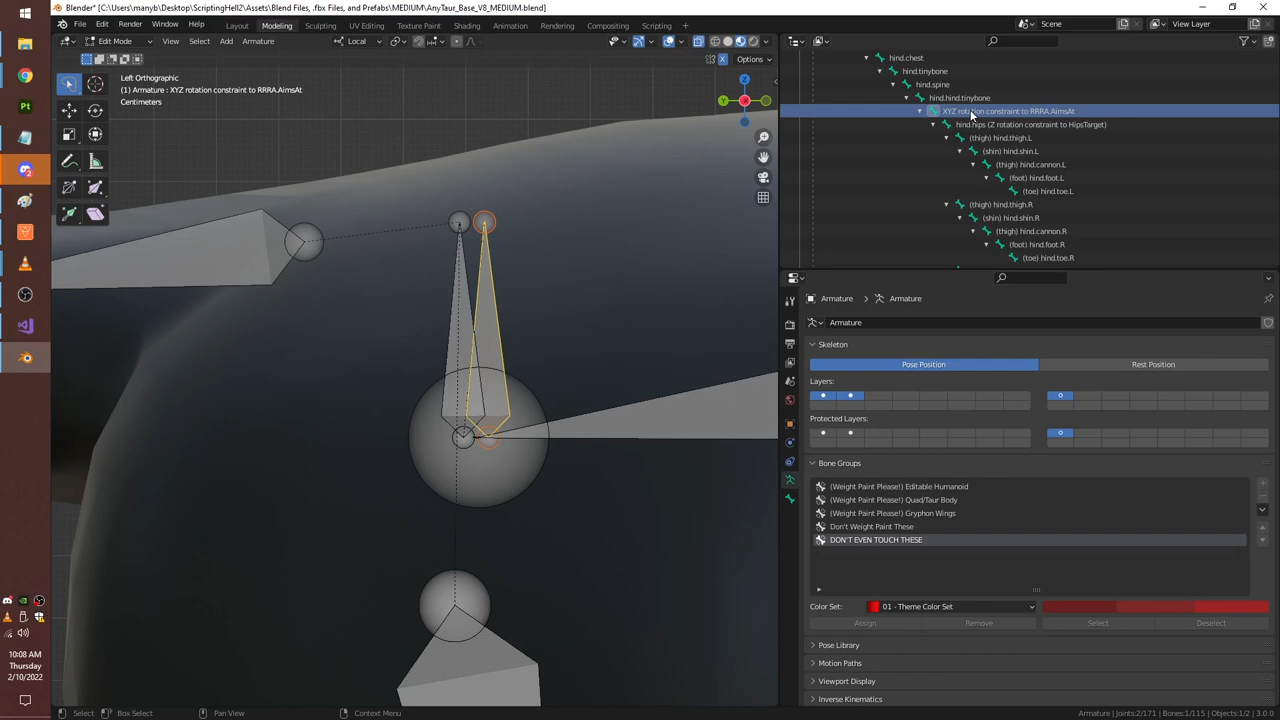 Blender* [C:\Users\manyb\Desktop\ScriptingHell2\Assets\Blend Files, .fbx Files, and Prefabs\MEDIUM\AnyTaur_Base_V8_MEDIUM.blend]
File Edit Render Window Help Layout Modeling Sculpting UV Editing Texture Paint Shading Animation Rendering Compositing Scripting Scene View Layer
Edit Mode View Select Add Armature Local
X Options
Left Orthographic
(1) Armature : XYZ rotation constraint to RRRA.AimsAt
Centimeters
Z
Y
X
hind.chest
hind.tinybone
hind.spine
hind.hind.tinybone
XYZ rotation constraint to RRRA.AimsAt
hind.hips (Z rotation constraint to HipsTarget)
(thigh) hind.thigh.L
(shin) hind.shin.L
(thigh) hind.cannon.L
(foot) hind.foot.L
(toe) hind.toe.L
(thigh) hind.thigh.R
(shin) hind.shin.R
(thigh) hind.cannon.R
(foot) hind.foot.R
(toe) hind.toe.R
Armature Armature
Armature
Skeleton
Pose Position Rest Position
Layers:
Protected Layers:
Bone Groups
(Weight Paint Please!) Editable Humanoid
(Weight Paint Please!) Quad/Taur Body
(Weight Paint Please!) Gryphon Wings
Don't Weight Paint These
DON'T EVEN TOUCH THESE
Color Set: 01 - Theme Color Set
Assign Remove Select Deselect
Pose Library
Motion Paths
Viewport Display
Inverse Kinematics
Pt
10:08 AM
Thursday
2/10/2022
Select Box Select Pan View Context Menu Armature | Joints:2/171 | Bones:1/115 | Objects:1/2 | 3.0.0